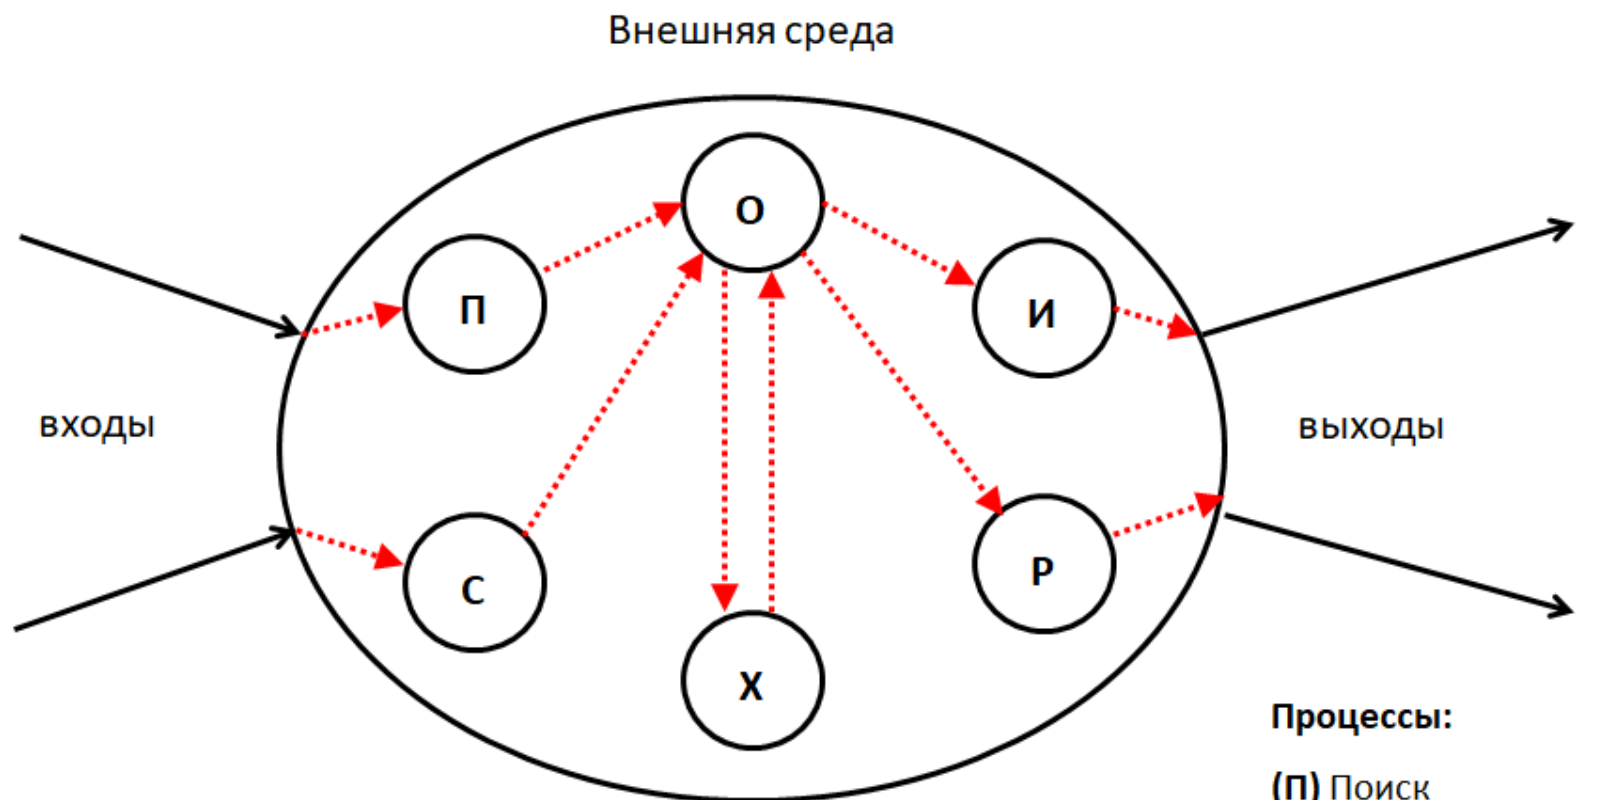 Внешняя среда
О
П
И
входы
выходы
С
Р
Х
Процессы:
(П) Поиск